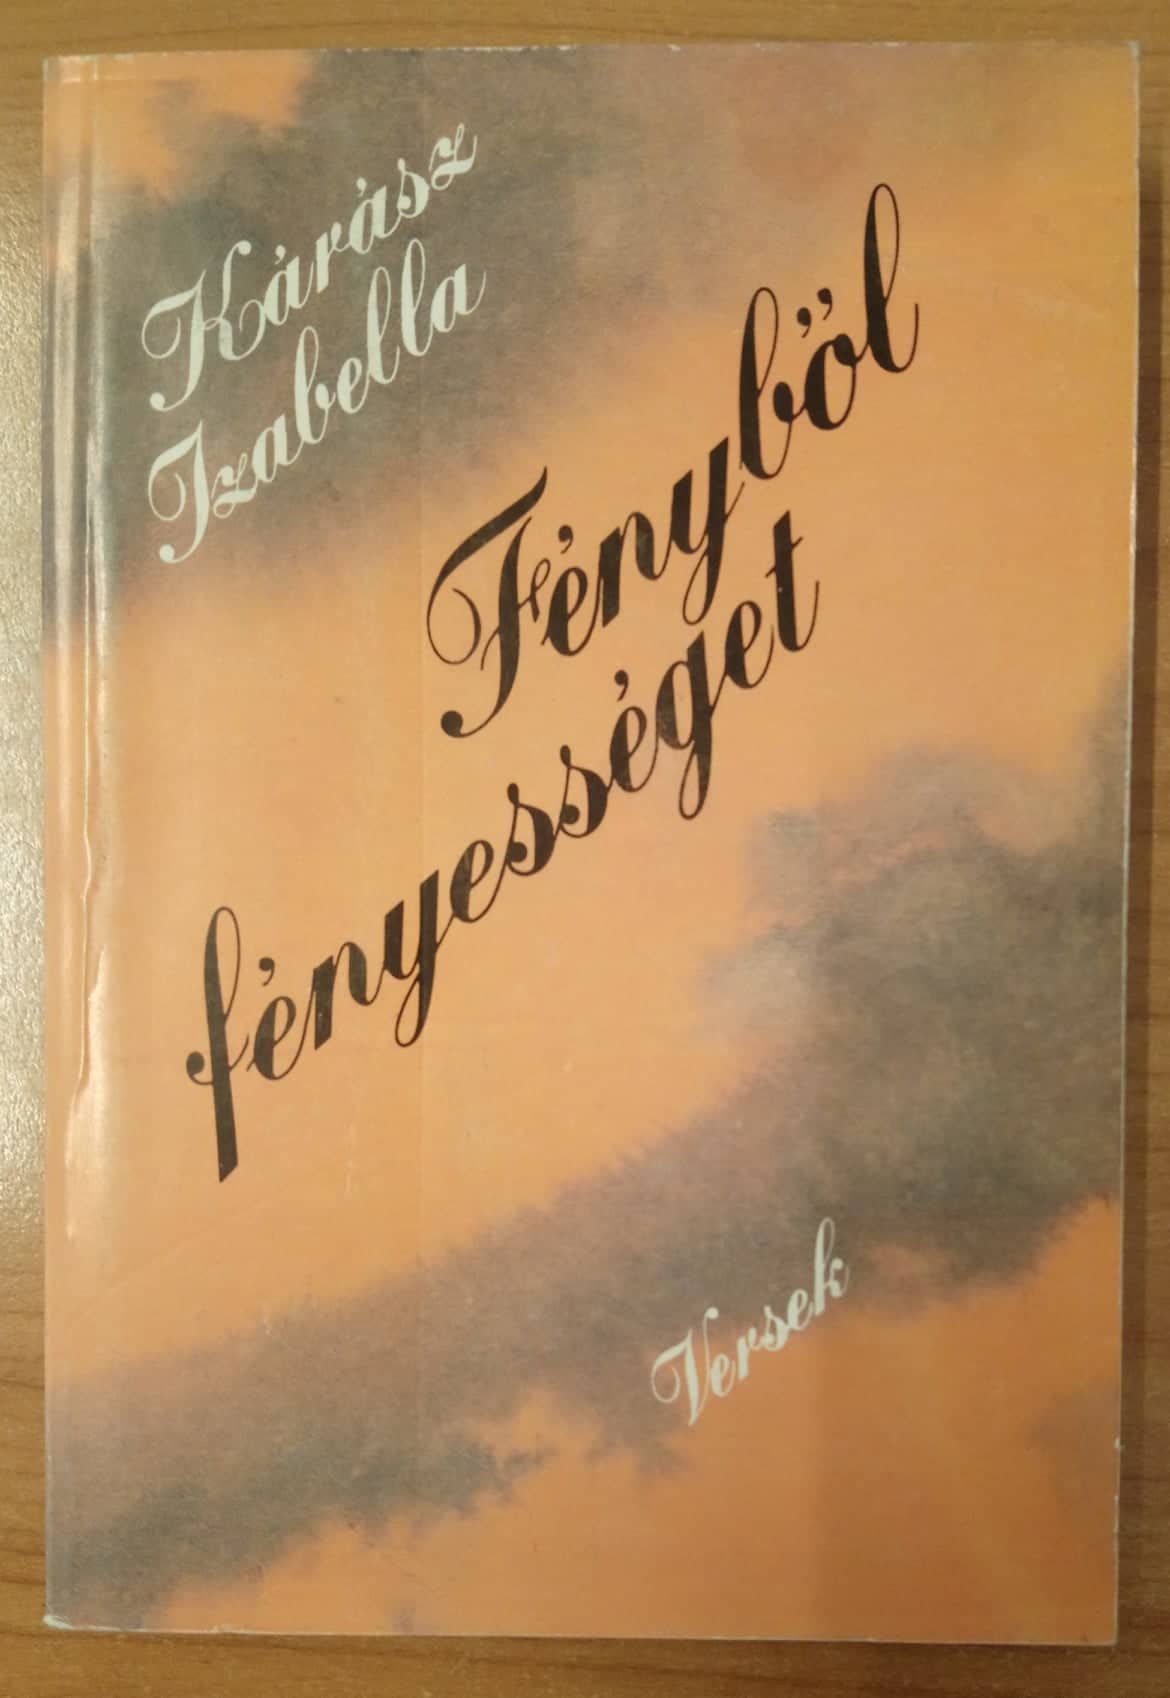 Kárász
Izabella
Fényből
fényességet
Versek